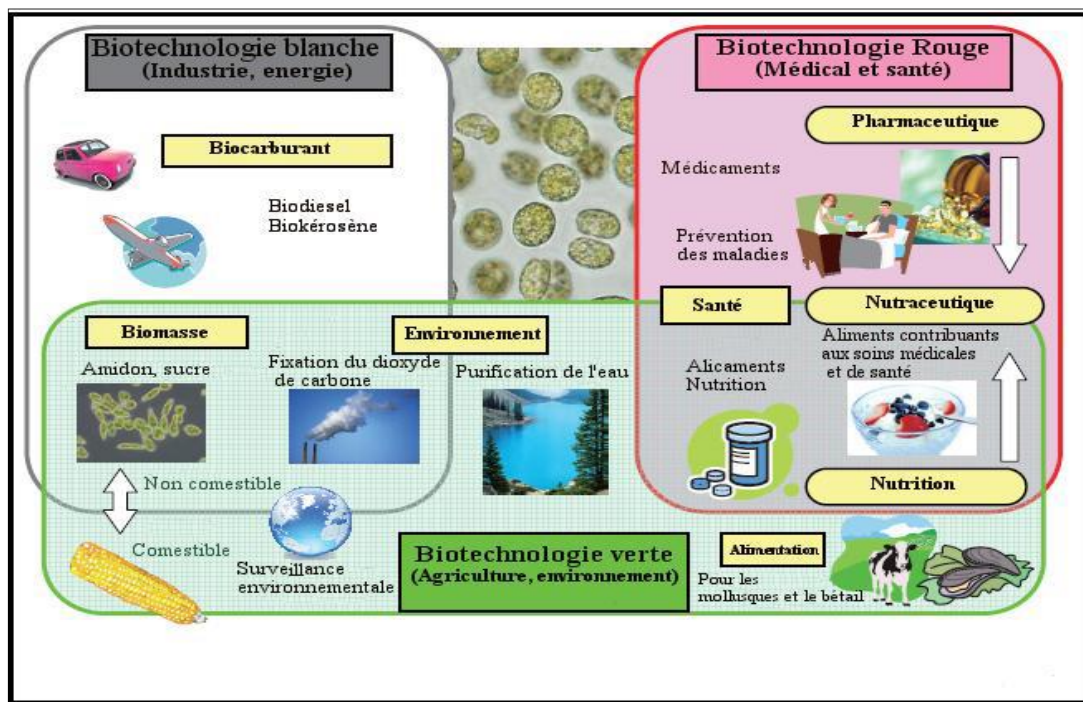 Biotechnologie blanche
(Industrie, energie)
Biocarburant
Biodiesel
Biokérosène
Biotechnologie Rouge
(Médical et santé)
Pharmaceutique
Médicaments
Prévention
des maladies
Santé
Nutraceutique
Alicaments
Nutrition
Aliments contribuants
aux soins médicales
et de santé
Nutrition
Biomasse
Amidon, sucre
Environnement
Fixation du dioxyde
de carbone
Purification de l'eau
Non comestible
Comestible
Surveillance
environnementale
Biotechnologie verte
(Agriculture, environnement)
Alimentation
Pour les
mollusques et le bétail